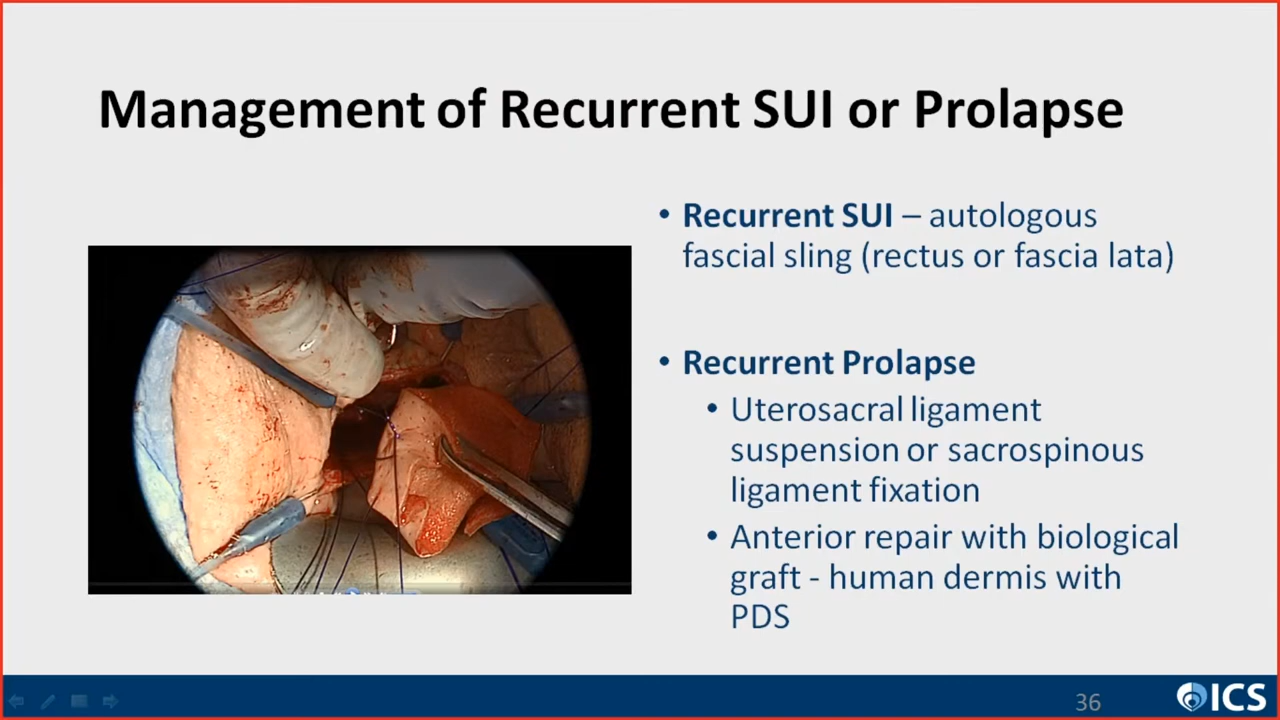 Management of Recurrent SUI or Prolapse
• Recurrent SUI – autologous
fascial sling (rectus or fascia lata)
• Recurrent Prolapse
• Uterosacral ligament
suspension or sacrospinous
ligament fixation
• Anterior repair with biological
graft - human dermis with
PDS
36
ICS